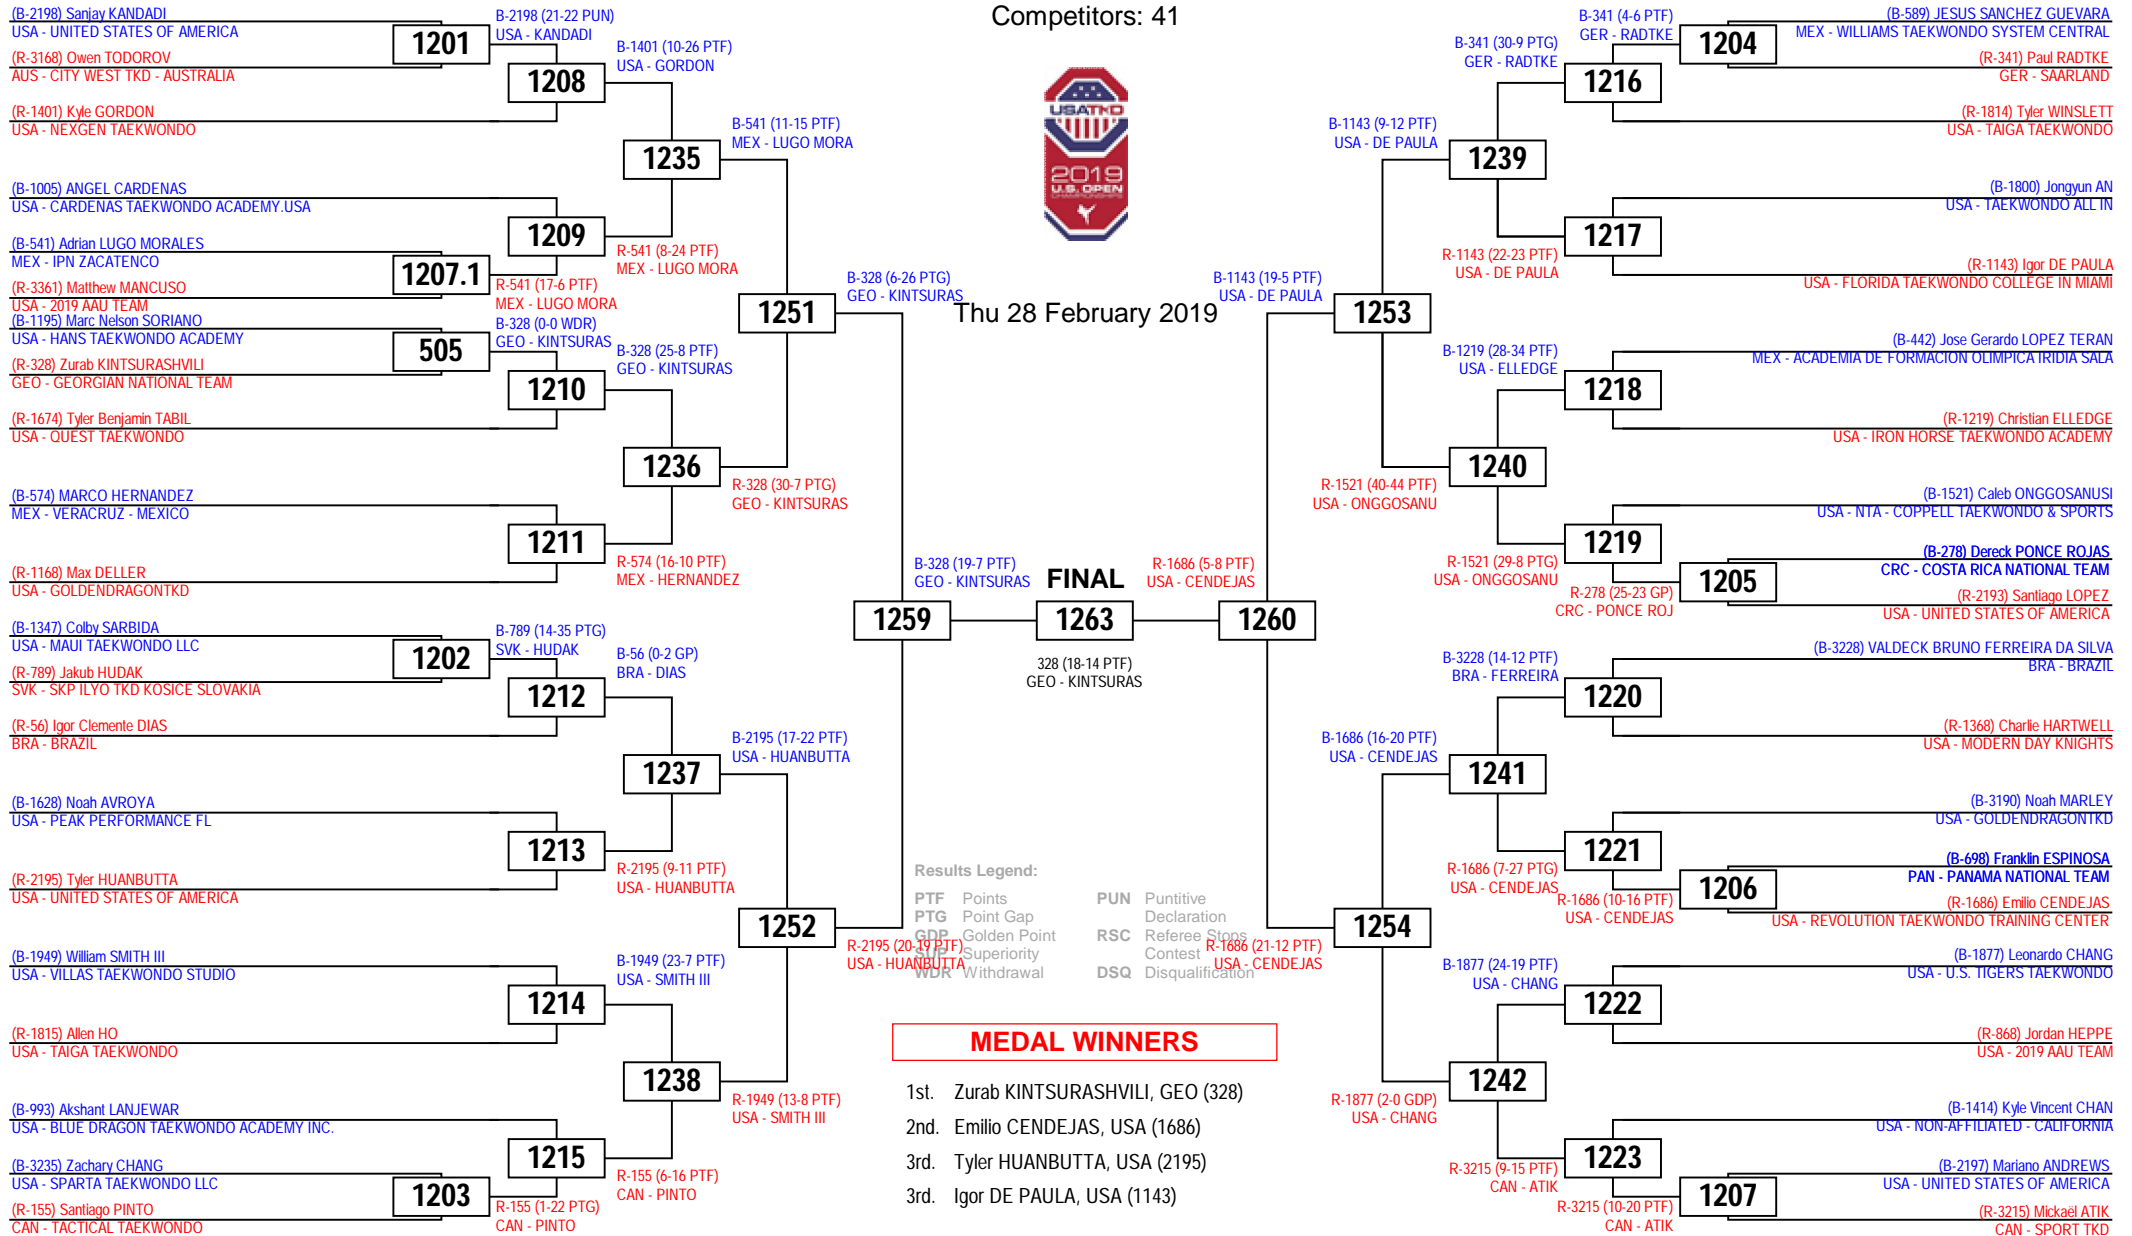 Competitors: 41
USATKD
2019
U.S. OPEN
CHAMPIONSHIPS
Thu 28 February 2019
(B-2198) Sanjay KANDADI
USA - UNITED STATES OF AMERICA
(R-3168) Owen TODOROV
AUS - CITY WEST TKD - AUSTRALIA
1201
B-2198 (21-22 PUN)
USA - KANDADI
(R-1401) Kyle GORDON
USA - NEXGEN TAEKWONDO
1208
B-1401 (10-26 PTF)
USA - GORDON
(B-1005) ANGEL CARDENAS
USA - CARDENAS TAEKWONDO ACADEMY.USA
(B-541) Adrian LUGO MORALES
MEX - IPN ZACATENCO
(R-3361) Matthew MANCUSO
USA - 2019 AAU TEAM
1207.1
R-541 (17-6 PTF)
MEX - LUGO MORA
1209
R-541 (8-24 PTF)
MEX - LUGO MORA
1235
B-541 (11-15 PTF)
MEX - LUGO MORA
(B-1195) Marc Nelson SORIANO
USA - HANS TAEKWONDO ACADEMY
(R-328) Zurab KINTSURASHVILI
GEO - GEORGIAN NATIONAL TEAM
505
B-328 (0-0 WDR)
GEO - KINTSURAS
(R-1674) Tyler Benjamin TABIL
USA - QUEST TAEKWONDO
1210
B-328 (25-8 PTF)
GEO - KINTSURAS
(B-574) MARCO HERNANDEZ
MEX - VERACRUZ - MEXICO
(R-1168) Max DELLER
USA - GOLDENDRAGONTKD
1211
R-574 (16-10 PTF)
MEX - HERNANDEZ
1236
R-328 (30-7 PTG)
GEO - KINTSURAS
1251
B-328 (6-26 PTG)
GEO - KINTSURAS
(B-1347) Colby SARBIDA
USA - MAUI TAEKWONDO LLC
(R-789) Jakub HUDAK
SVK - SKP ILYO TKD KOSICE SLOVAKIA
1202
B-789 (14-35 PTG)
SVK - HUDAK
(R-56) Igor Clemente DIAS
BRA - BRAZIL
1212
B-56 (0-2 GP)
BRA - DIAS
(B-1628) Noah AVROYA
USA - PEAK PERFORMANCE FL
(R-2195) Tyler HUANBUTTA
USA - UNITED STATES OF AMERICA
1213
R-2195 (9-11 PTF)
USA - HUANBUTTA
1237
B-2195 (17-22 PTF)
USA - HUANBUTTA
(B-1949) William SMITH III
USA - VILLAS TAEKWONDO STUDIO
(R-1815) Allen HO
USA - TAIGA TAEKWONDO
1214
B-1949 (23-7 PTF)
USA - SMITH III
(B-993) Akshant LANJEWAR
USA - BLUE DRAGON TAEKWONDO ACADEMY INC.
(B-3235) Zachary CHANG
USA - SPARTA TAEKWONDO LLC
(R-155) Santiago PINTO
CAN - TACTICAL TAEKWONDO
1203
R-155 (1-22 PTG)
CAN - PINTO
1215
R-155 (6-16 PTF)
CAN - PINTO
1238
R-1949 (13-8 PTF)
USA - SMITH III
1252
R-2195 (20-19 PTF)
USA - HUANBUTTA
1259
B-328 (19-7 PTF)
GEO - KINTSURAS
FINAL
1263
328 (18-14 PTF)
GEO - KINTSURAS
R-1686 (5-8 PTF)
USA - CENDEJAS
1260
(B-589) JESUS SANCHEZ GUEVARA
MEX - WILLIAMS TAEKWONDO SYSTEM CENTRAL
(R-341) Paul RADTKE
GER - SAARLAND
1204
B-341 (4-6 PTF)
GER - RADTKE
(R-1814) Tyler WINSLETT
USA - TAIGA TAEKWONDO
1216
B-341 (30-9 PTG)
GER - RADTKE
(B-1800) Jongyun AN
USA - TAEKWONDO ALL IN
(R-1143) Igor DE PAULA
USA - FLORIDA TAEKWONDO COLLEGE IN MIAMI
1217
R-1143 (22-23 PTF)
USA - DE PAULA
1239
B-1143 (9-12 PTF)
USA - DE PAULA
(B-442) Jose Gerardo LOPEZ TERAN
MEX - ACADEMIA DE FORMACION OLIMPICA IRIDIA SALA
(R-1219) Christian ELLEDGE
USA - IRON HORSE TAEKWONDO ACADEMY
1218
B-1219 (28-34 PTF)
USA - ELLEDGE
(B-1521) Caleb ONGGOSANUSI
USA - NTA - COPPELL TAEKWONDO & SPORTS
(B-278) Dereck PONCE ROJAS
CRC - COSTA RICA NATIONAL TEAM
(R-2193) Santiago LOPEZ
USA - UNITED STATES OF AMERICA
1205
R-278 (25-23 GP)
CRC - PONCE ROJ
1219
R-1521 (29-8 PTG)
USA - ONGGOSANU
1240
R-1521 (40-44 PTF)
USA - ONGGOSANU
1253
B-1143 (19-5 PTF)
USA - DE PAULA
(B-3228) VALDECK BRUNO FERREIRA DA SILVA
BRA - BRAZIL
(R-1368) Charlie HARTWELL
USA - MODERN DAY KNIGHTS
1220
B-3228 (14-12 PTF)
BRA - FERREIRA
(B-3190) Noah MARLEY
USA - GOLDENDRAGONTKD
(B-698) Franklin ESPINOSA
PAN - PANAMA NATIONAL TEAM
(R-1686) Emilio CENDEJAS
USA - REVOLUTION TAEKWONDO TRAINING CENTER
1206
R-1686 (10-16 PTF)
USA - CENDEJAS
1221
R-1686 (7-27 PTG)
USA - CENDEJAS
1241
B-1686 (16-20 PTF)
USA - CENDEJAS
(B-1877) Leonardo CHANG
USA - U.S. TIGERS TAEKWONDO
(R-868) Jordan HEPPE
USA - 2019 AAU TEAM
1222
B-1877 (24-19 PTF)
USA - CHANG
(B-1414) Kyle Vincent CHAN
USA - NON-AFFILIATED - CALIFORNIA
(B-2197) Mariano ANDREWS
USA - UNITED STATES OF AMERICA
(R-3215) Mickaël ATIK
CAN - SPORT TKD
1207
R-3215 (10-20 PTF)
CAN - ATIK
1223
R-3215 (9-15 PTF)
CAN - ATIK
1242
R-1877 (2-0 GDP)
USA - CHANG
1254
R-1686 (21-12 PTF)
USA - CENDEJAS
Results Legend:
PTF Points
PTG Point Gap
GDP Golden Point
SUP Superiority
WDR Withdrawal
PUN Puntitive
Declaration
RSC Referee Stops
Contest
DSQ Disqualification
MEDAL WINNERS
1st. Zurab KINTSURASHVILI, GEO (328)
2nd. Emilio CENDEJAS, USA (1686)
3rd. Tyler HUANBUTTA, USA (2195)
3rd. Igor DE PAULA, USA (1143)